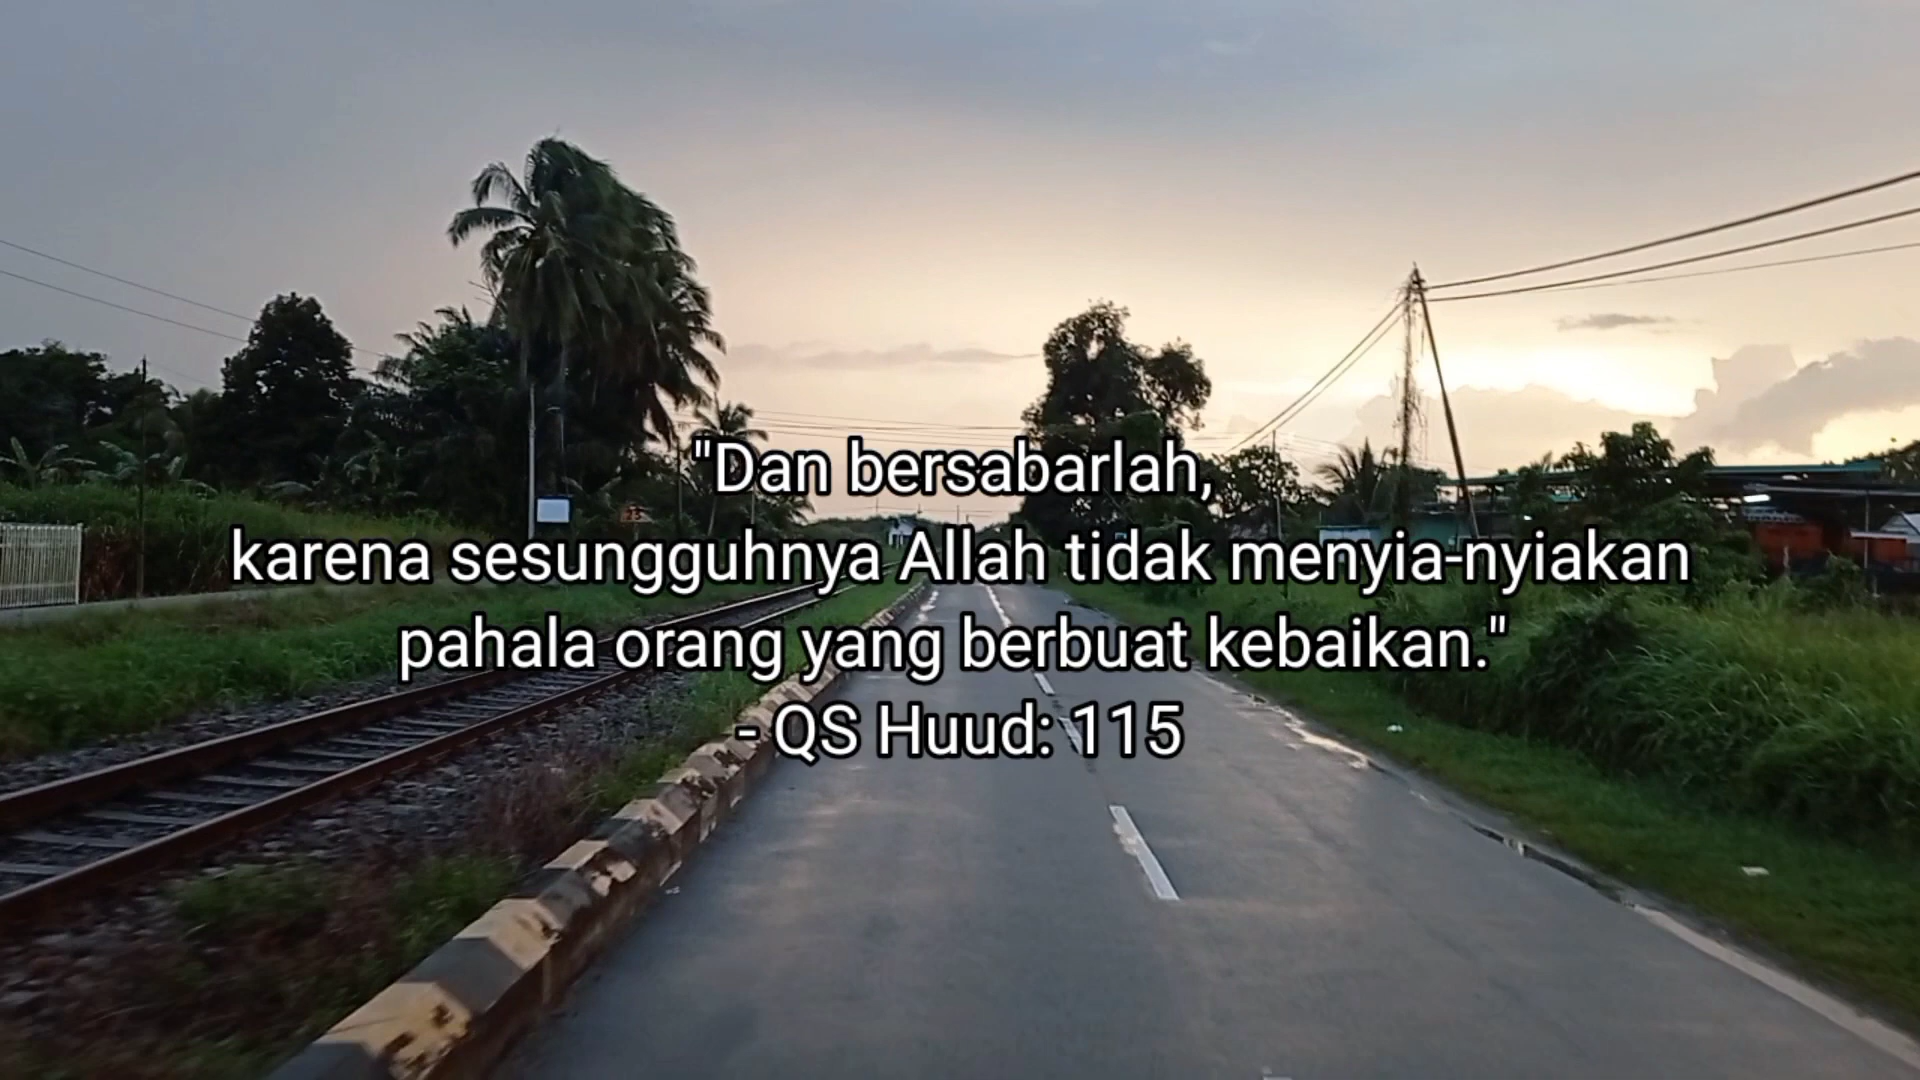 "Dan bersabarlah,
karena sesungguhnya Allah tidak menyia-nyiakan
pahala orang yang berbuat kebaikan."
- QS Huud: 115